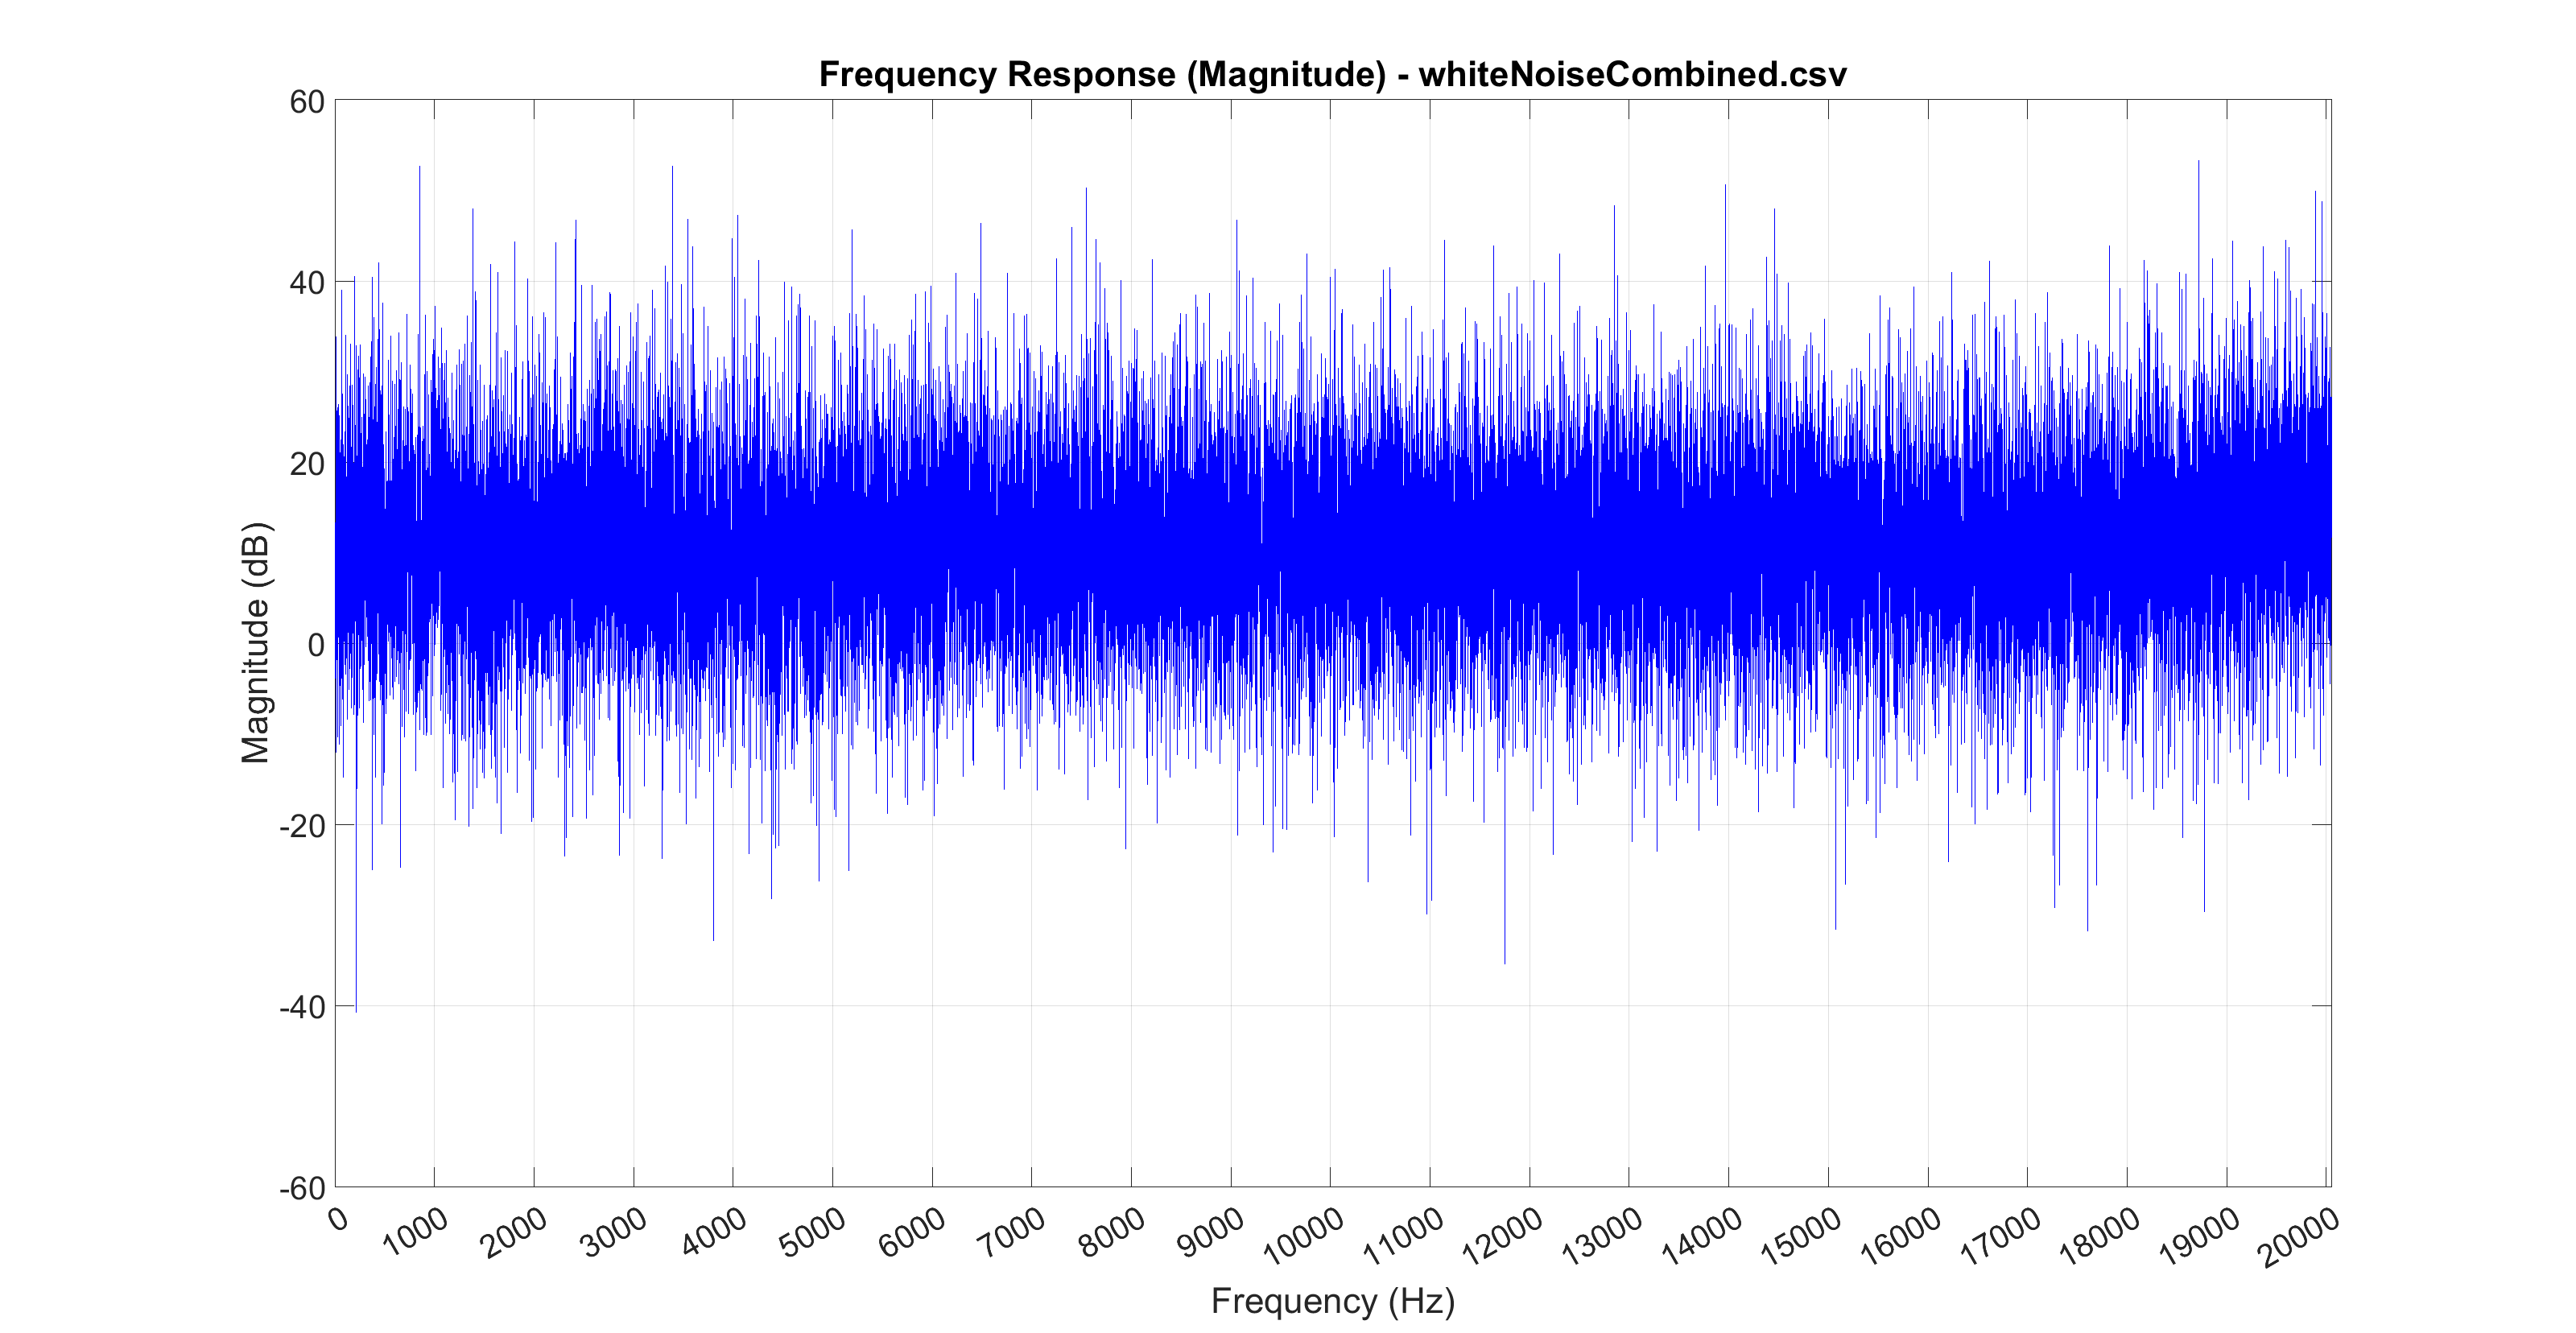 Frequency Response (Magnitude) - whiteNoiseCombined.csv
60
40
20
0
-20
-40
-60
Magnitude (dB)
0 1000 2000 3000 4000 5000 6000 7000 8000 9000 10000 11000 12000 13000 14000 15000 16000 17000 18000 19000 20000
Frequency (Hz)